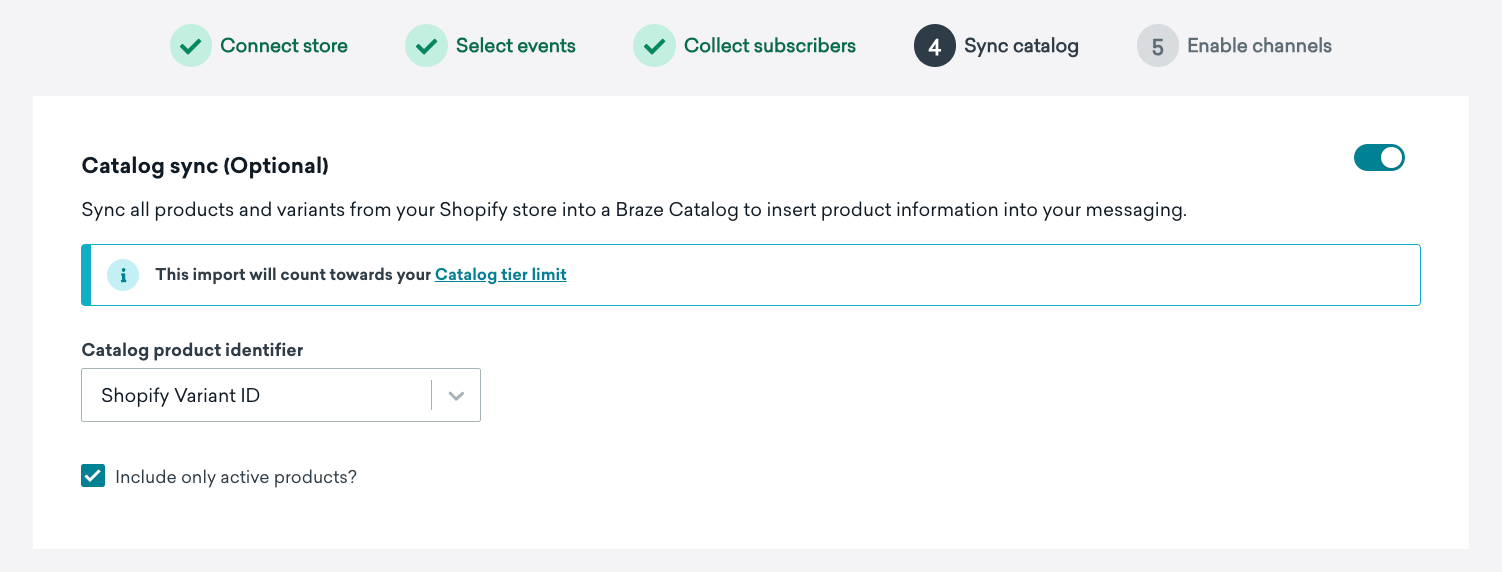 Connect store
Select events
Collect subscribers
4 Sync catalog
5 Enable channels
Catalog sync (Optional)
Sync all products and variants from your Shopify store into a Braze Catalog to insert product information into your messaging.
i This import will count towards your Catalog tier limit
Catalog product identifier
Shopify Variant ID
Include only active products?